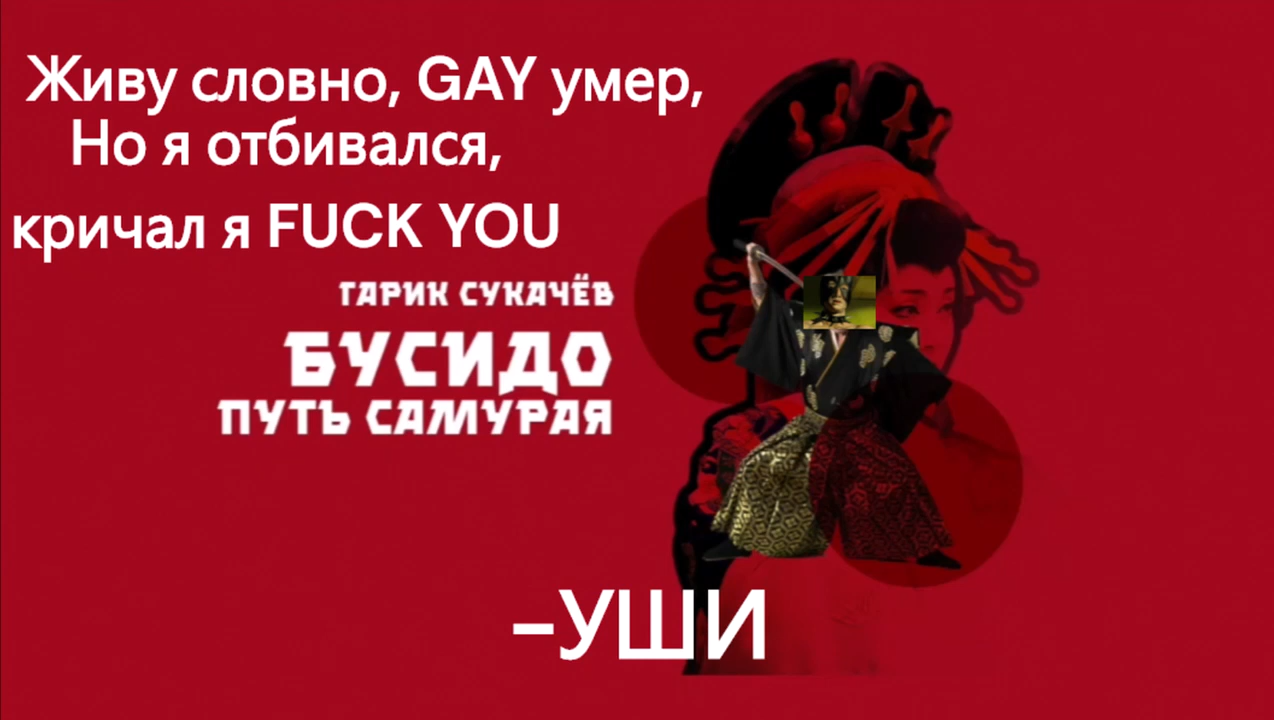 Живу словно, GAY умер,
Но я отбивался,
кричал я FUCK YOU
ГАРИК СУКАЧЁВ
БУСИДО
ПУТЬ САМУРАЯ
–УШИ